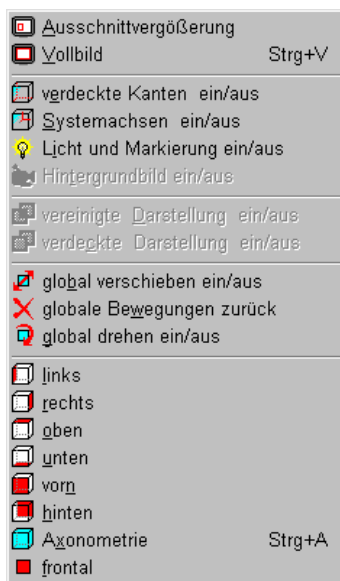 Ausschnittvergößerung
Vollbild Strg+V
verdeckte Kanten ein/aus
Systemachsen ein/aus
Licht und Markierung ein/aus
Hintergrundbild ein/aus
vereinigte Darstellung ein/aus
verdeckte Darstellung ein/aus
global verschieben ein/aus
globale Bewegungen zurück
global drehen ein/aus
links
rechts
oben
unten
vorn
hinten
Axonometrie Strg+A
frontal